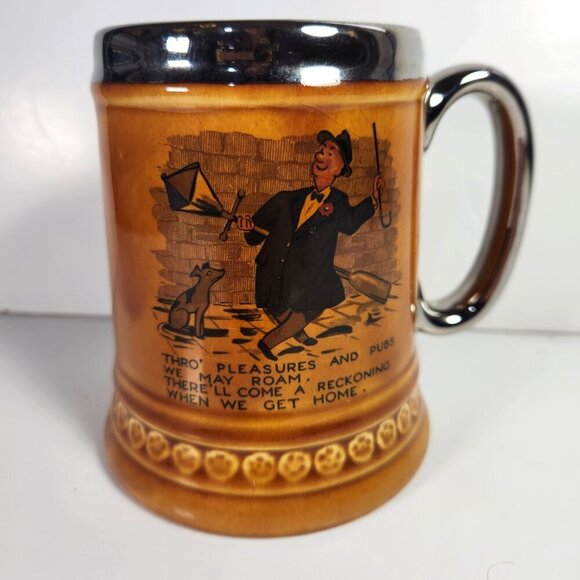 THRO' PLEASURES AND PUBS
WE MAY ROAM.
THERE'LL COME A RECKONING
WHEN WE GET HOME.